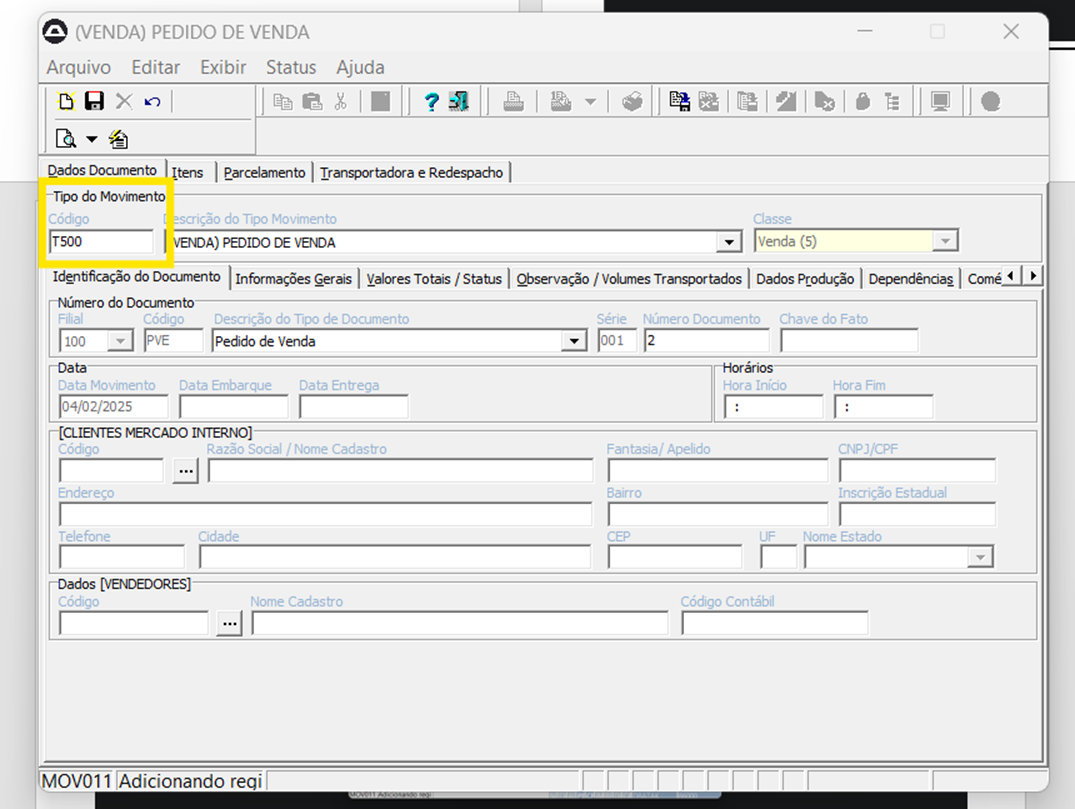 (VENDA) PEDIDO DE VENDA
Arquivo Editar Exibir Status Ajuda
Dados Documento Itens Parcelamento Transportadora e Redespacho
Tipo do Movimento
Código Descrição do Tipo Movimento Classe
T500 (VENDA) PEDIDO DE VENDA Venda (5)
Identificação do Documento Informações Gerais Valores Totais / Status Observação / Volumes Transportados Dados Produção Dependências Comé
Número do Documento
Filial Código Descrição do Tipo de Documento Série Número Documento Chave do Fato
100 PVE Pedido de Venda 001 2
Data Horários
Data Movimento Data Embarque Data Entrega Hora Início Hora Fim
04/02/2025 : :
[CLIENTES MERCADO INTERNO]
Código Razão Social / Nome Cadastro Fantasia/ Apelido CNPJ/CPF
...
Endereço Bairro Inscrição Estadual
Telefone Cidade CEP UF Nome Estado
Dados [VENDEDORES]
Código Nome Cadastro Código Contábil
...
MOV011 Adicionando regi
MOV011 Adicionando regi